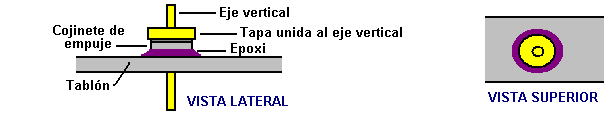 Eje vertical
Cojinete de
empuje
Tapa unida al eje vertical
Epoxi
Tablón
VISTA LATERAL
VISTA SUPERIOR